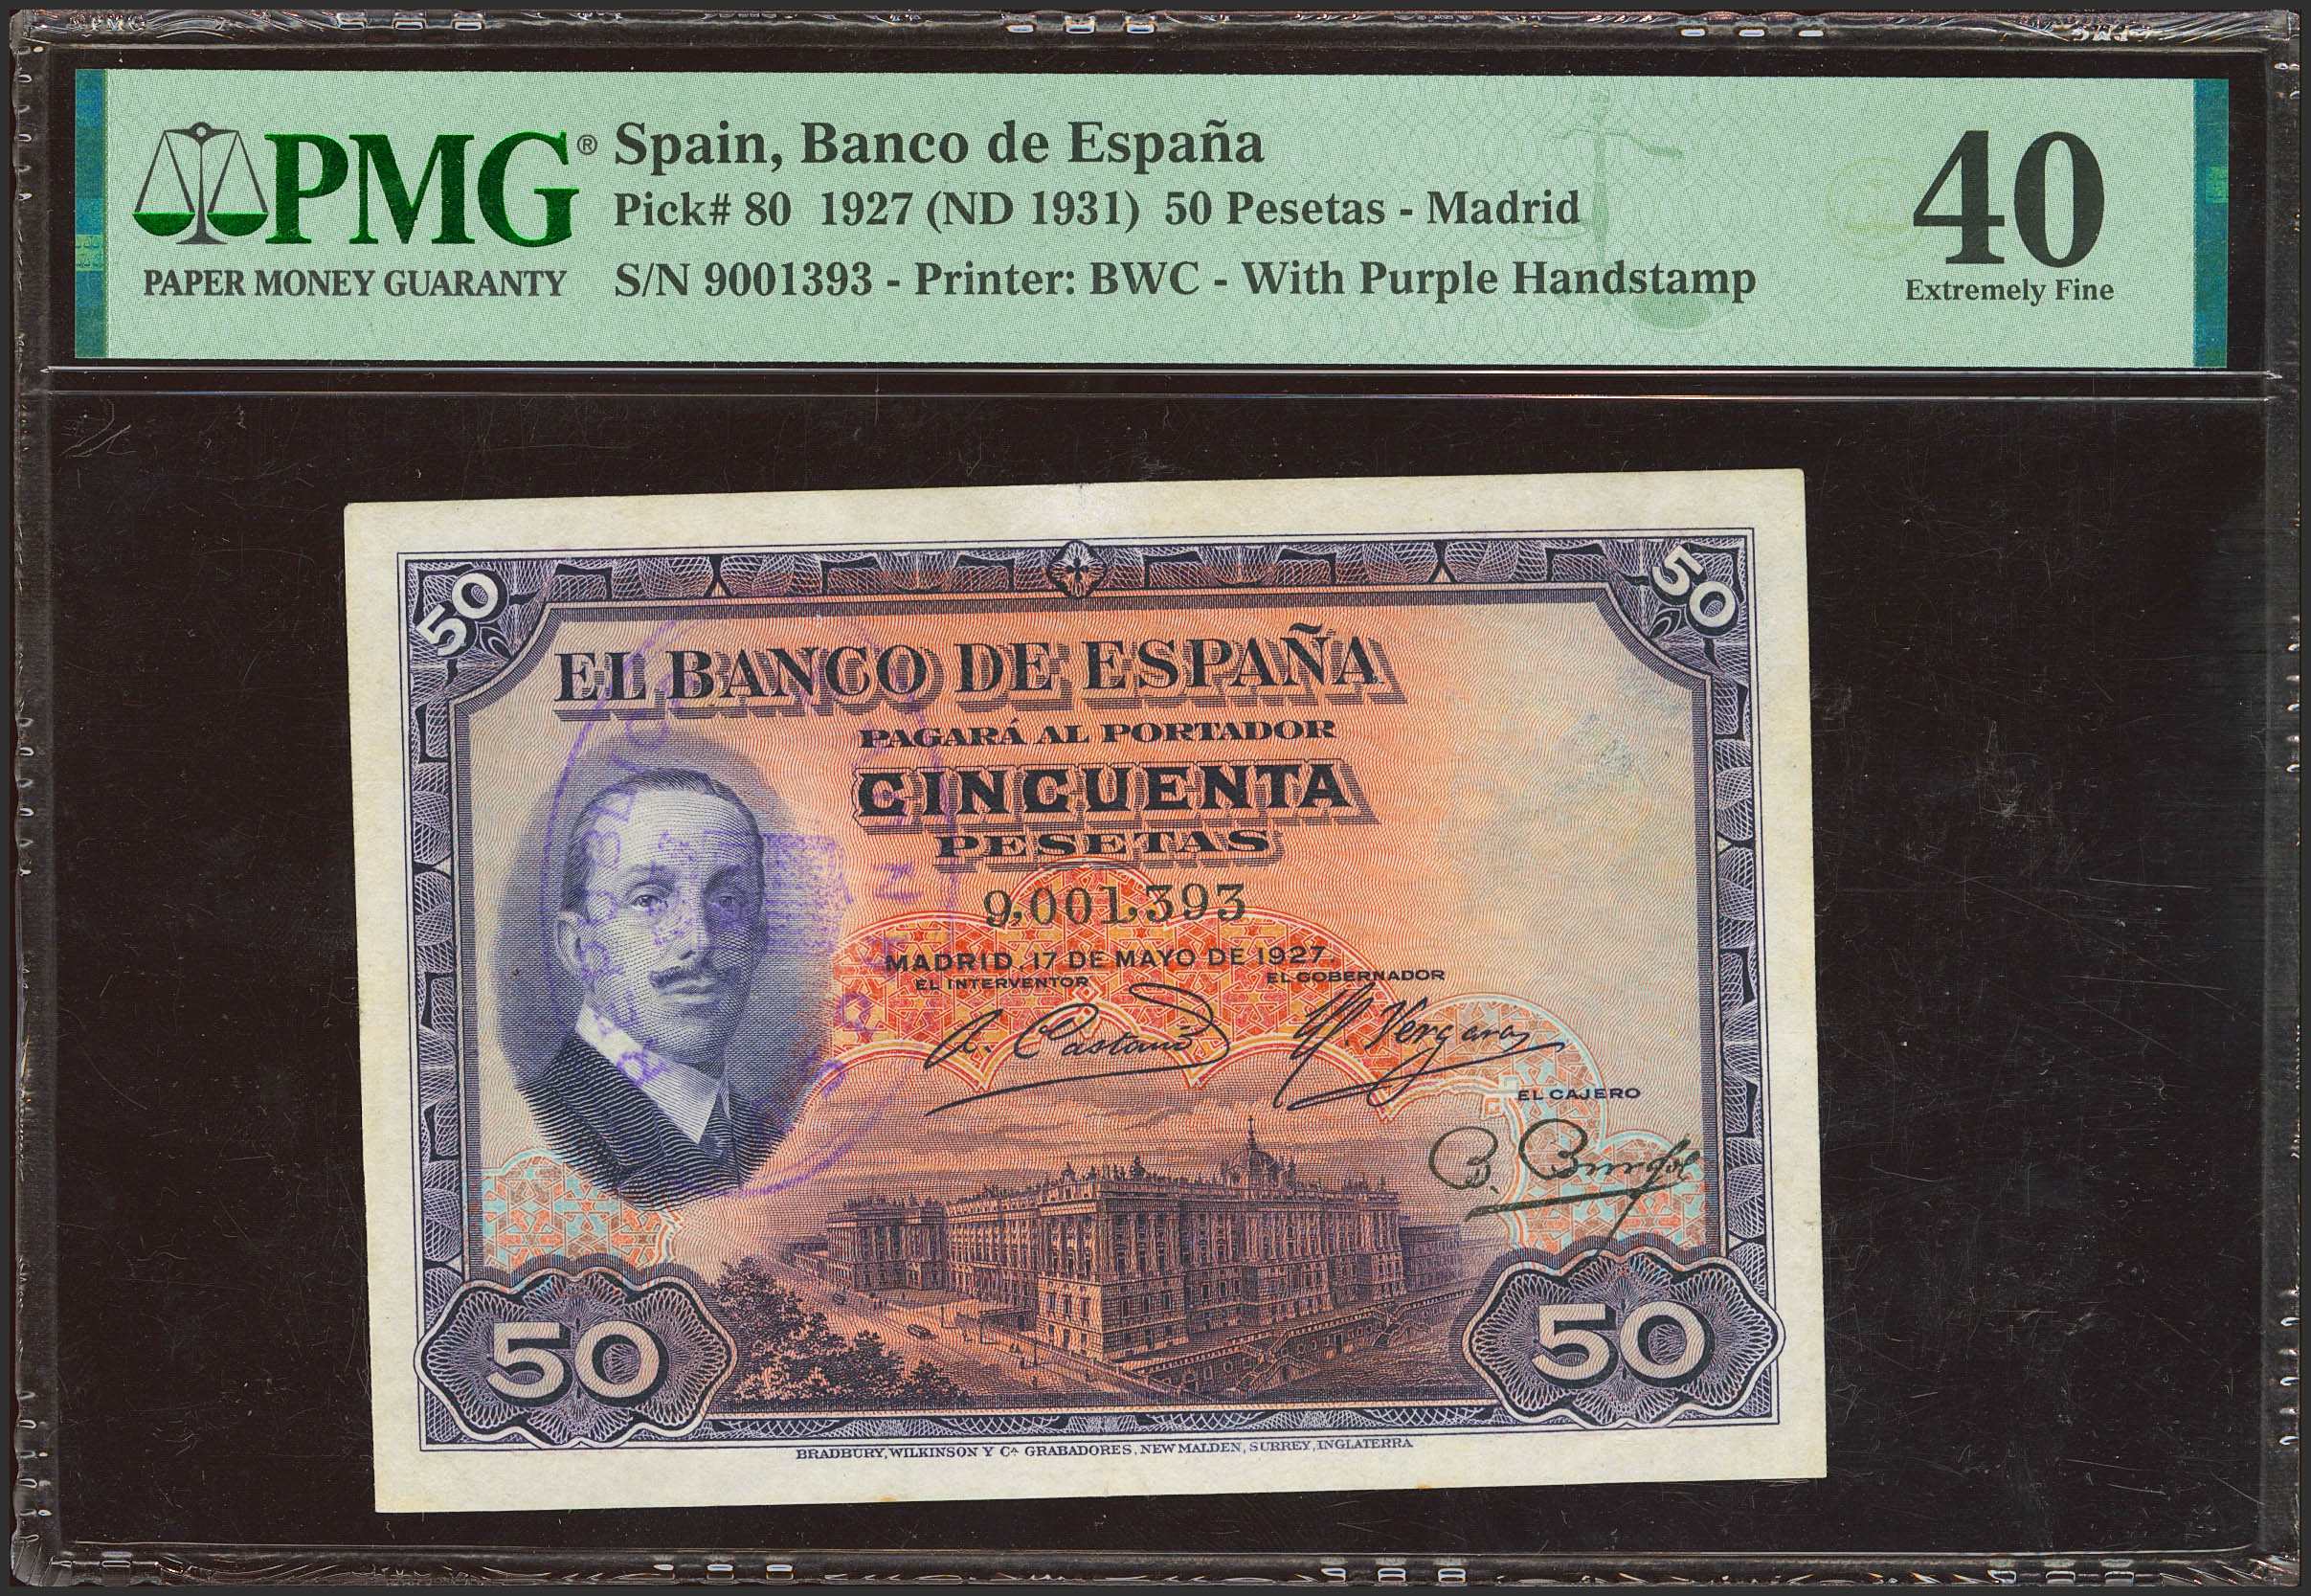 PMG®
PAPER MONEY GUARANTY
Spain, Banco de España
Pick# 80 1927 (ND 1931) 50 Pesetas - Madrid
S/N 9001393 - Printer: BWC - With Purple Handstamp
40
Extremely Fine
50
50
EL BANCO DE ESPAÑA
PAGARÁ AL PORTADOR
CINCUENTA
PESETAS
9,001,393
MADRID, 17 DE MAYO DE 1927.
EL INTERVENTOR
EL GOBERNADOR
EL CAJERO
50
50
BRADBURY, WILKINSON Y Cª GRABADORES, NEW MALDEN, SURREY, INGLATERRA